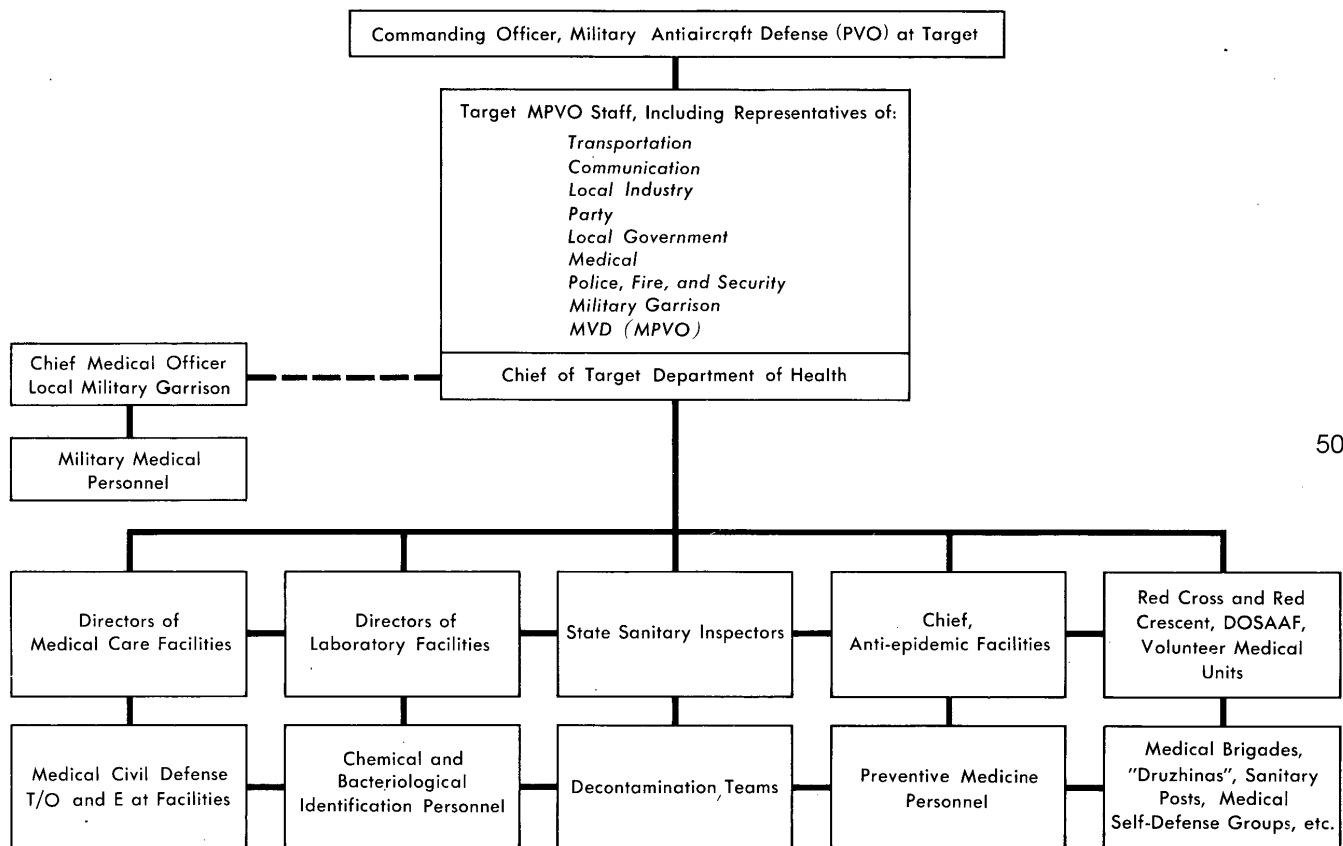 Commanding Officer, Military Antiaircraft Defense (PVO) at Target
Target MPVO Staff, Including Representatives of:
Transportation
Communication
Local Industry
Party
Local Government
Medical
Police, Fire, and Security
Military Garrison
MVD (MPVO)
Chief of Target Department of Health
Chief Medical Officer
Local Military Garrison
Military Medical
Personnel
50
Directors of
Medical Care Facilities
Directors of
Laboratory Facilities
State Sanitary Inspectors
Chief,
Anti-epidemic Facilities
Red Cross and Red
Crescent, DOSAAF,
Volunteer Medical
Units
Medical Civil Defense
T/O and E at Facilities
Chemical and
Bacteriological
Identification Personnel
Decontamination Teams
Preventive Medicine
Personnel
Medical Brigades,
"Druzhinas", Sanitary
Posts, Medical
Self-Defense Groups, etc.